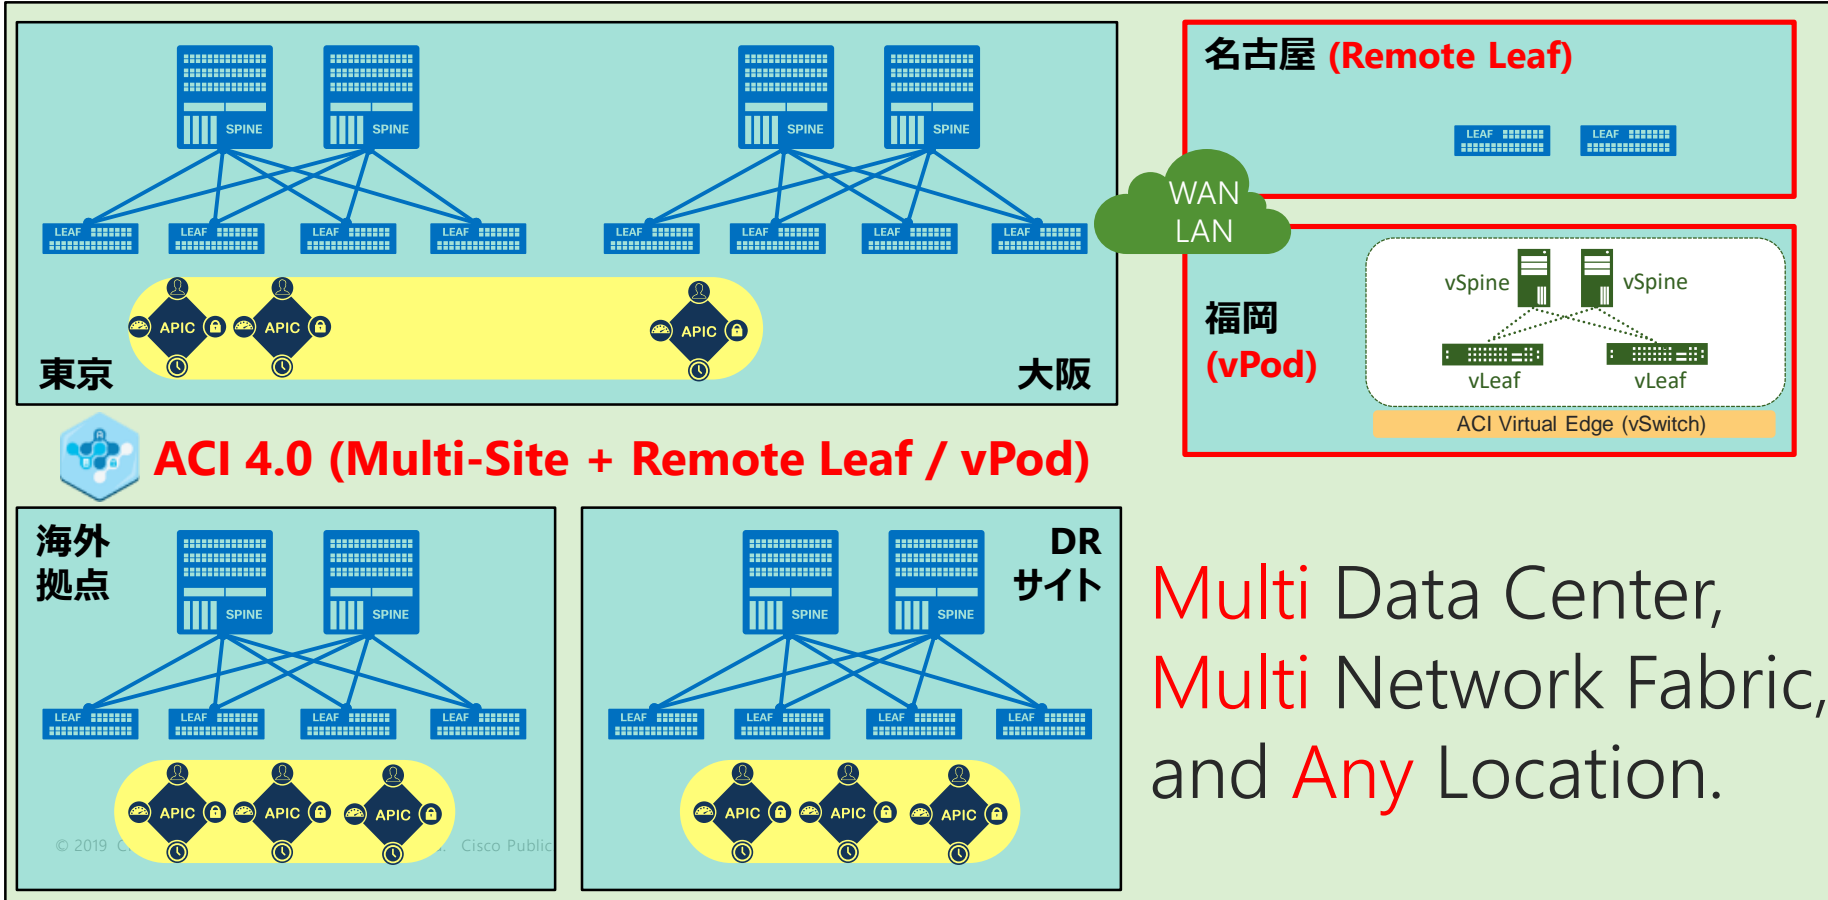 SPINE SPINE SPINE SPINE
LEAF LEAF LEAF LEAF LEAF LEAF LEAF LEAF
APIC APIC APIC
東京 大阪
名古屋 (Remote Leaf)
LEAF LEAF
WAN
LAN
福岡
(vPod)
vSpine vSpine
vLeaf vLeaf
ACI Virtual Edge (vSwitch)
ACI 4.0 (Multi-Site + Remote Leaf / vPod)
海外
拠点
SPINE SPINE
LEAF LEAF LEAF LEAF
APIC APIC APIC
© 2019 Cisco Public
DR
サイト
SPINE SPINE
LEAF LEAF LEAF LEAF
APIC APIC APIC
Multi Data Center,
Multi Network Fabric,
and Any Location.